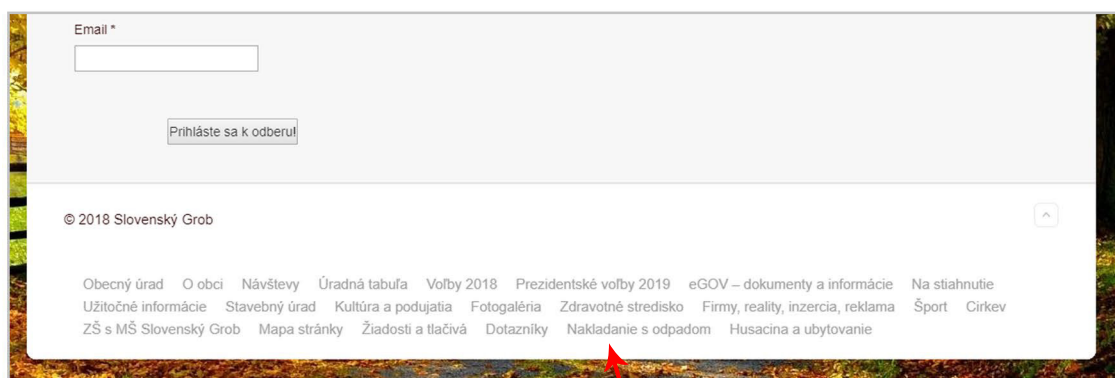 Email *
Prihláste sa k odberu!
© 2018 Slovenský Grob
Obecný úrad O obci Návštevy Úradná tabuľa Voľby 2018 Prezidentské voľby 2019 eGOV – dokumenty a informácie Na stiahnutie
Užitočné informácie Stavebný úrad Kultúra a podujatia Fotogaléria Zdravotné stredisko Firmy, reality, inzercia, reklama Šport Cirkev
ZŠ s MŠ Slovenský Grob Mapa stránky Žiadosti a tlačivá Dotazníky Nakladanie s odpadom Husacina a ubytovanie